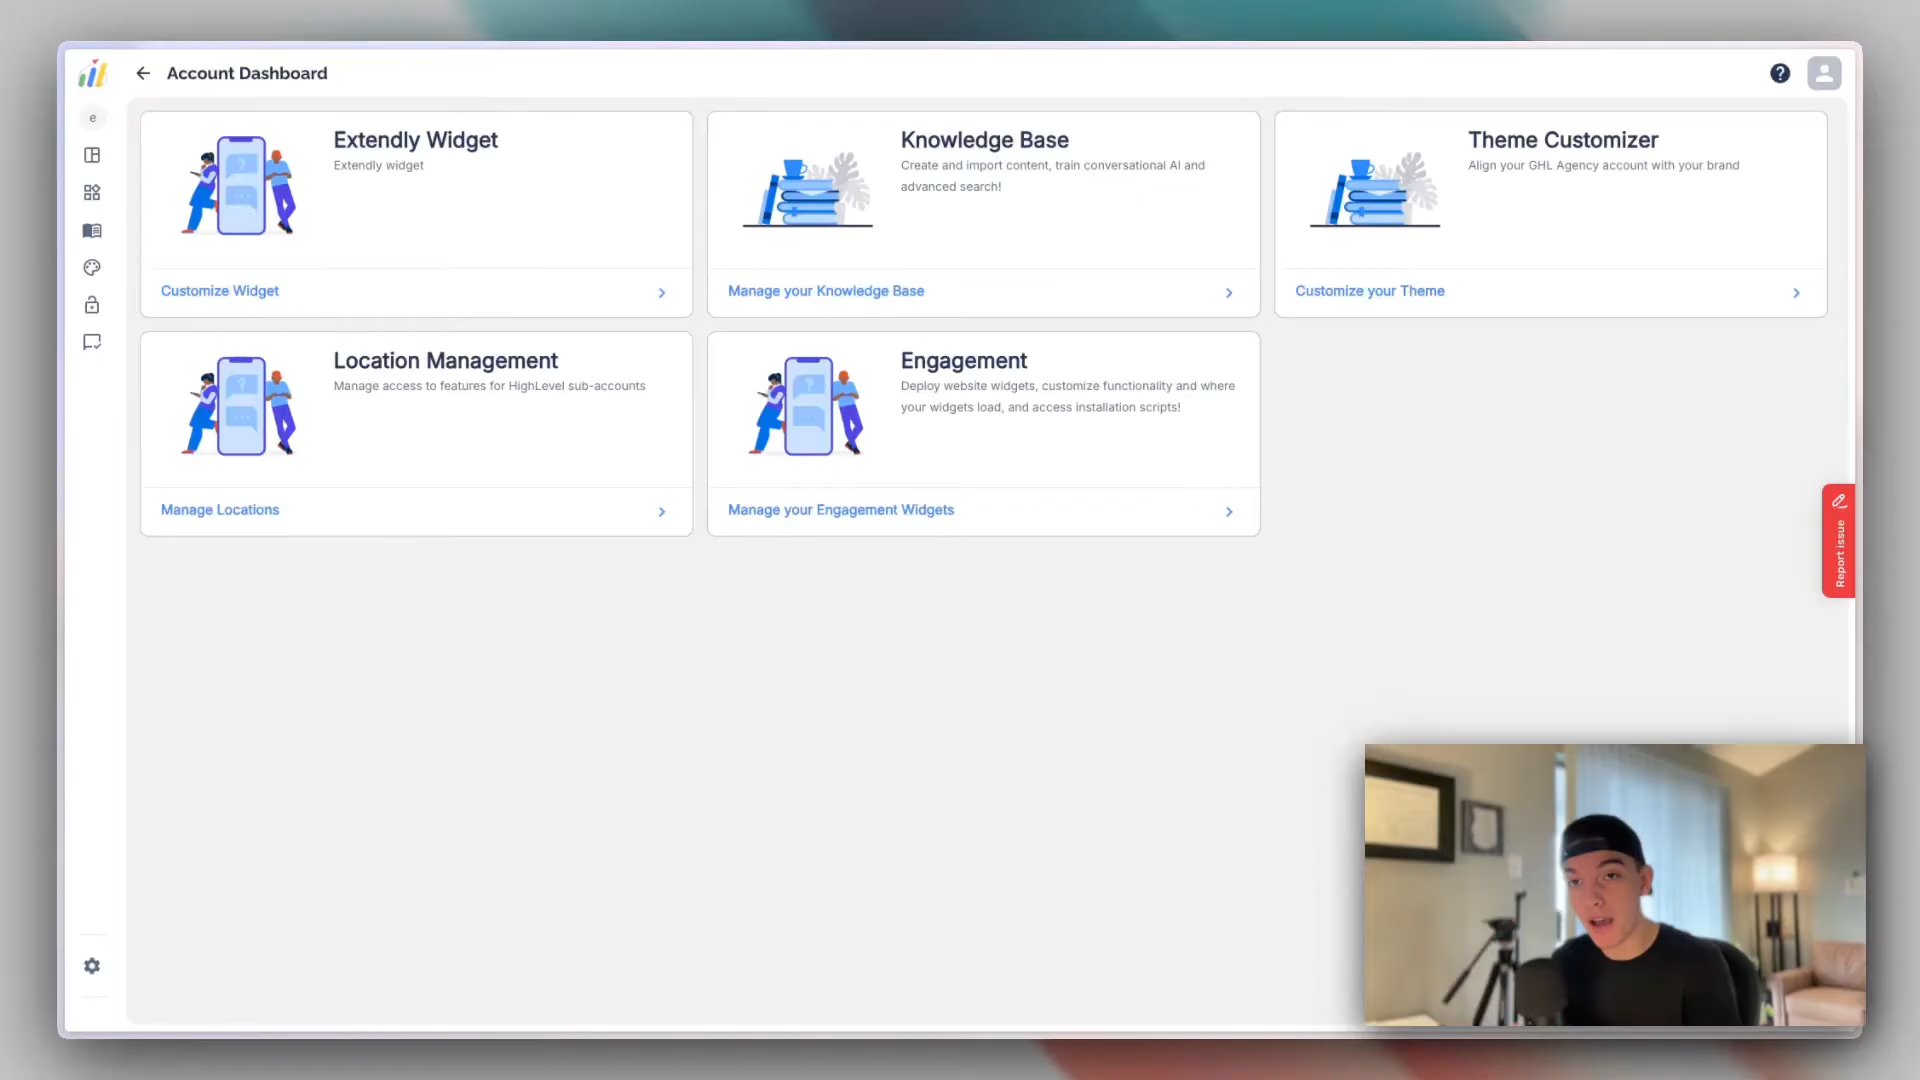 Account Dashboard
e
Extendly Widget
Extendly widget
Customize Widget
Knowledge Base
Create and import content, train conversational AI and
advanced search!
Manage your Knowledge Base
Theme Customizer
Align your GHL Agency account with your brand
Customize your Theme
Location Management
Manage access to features for HighLevel sub-accounts
Manage Locations
Engagement
Deploy website widgets, customize functionality and where
your widgets load, and access installation scripts!
Manage your Engagement Widgets
Report issue